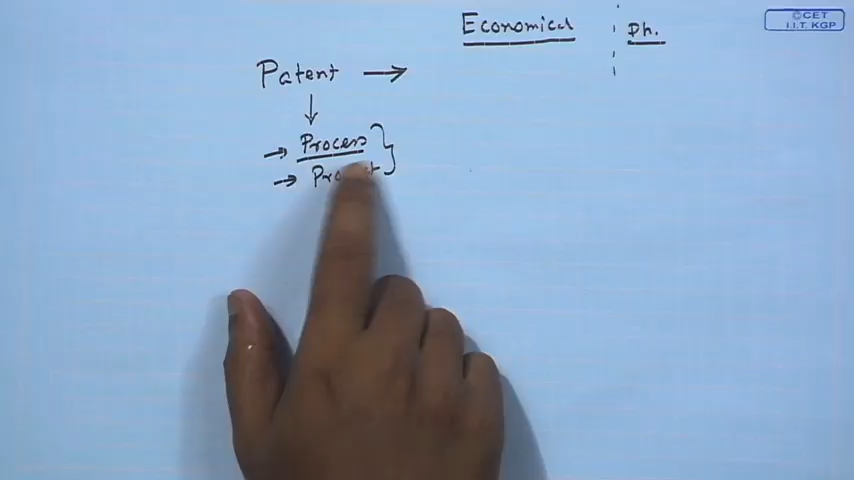 Economical Ph.
Patent →
↓
→ Process }
→
©CET
I.I.T. KGP